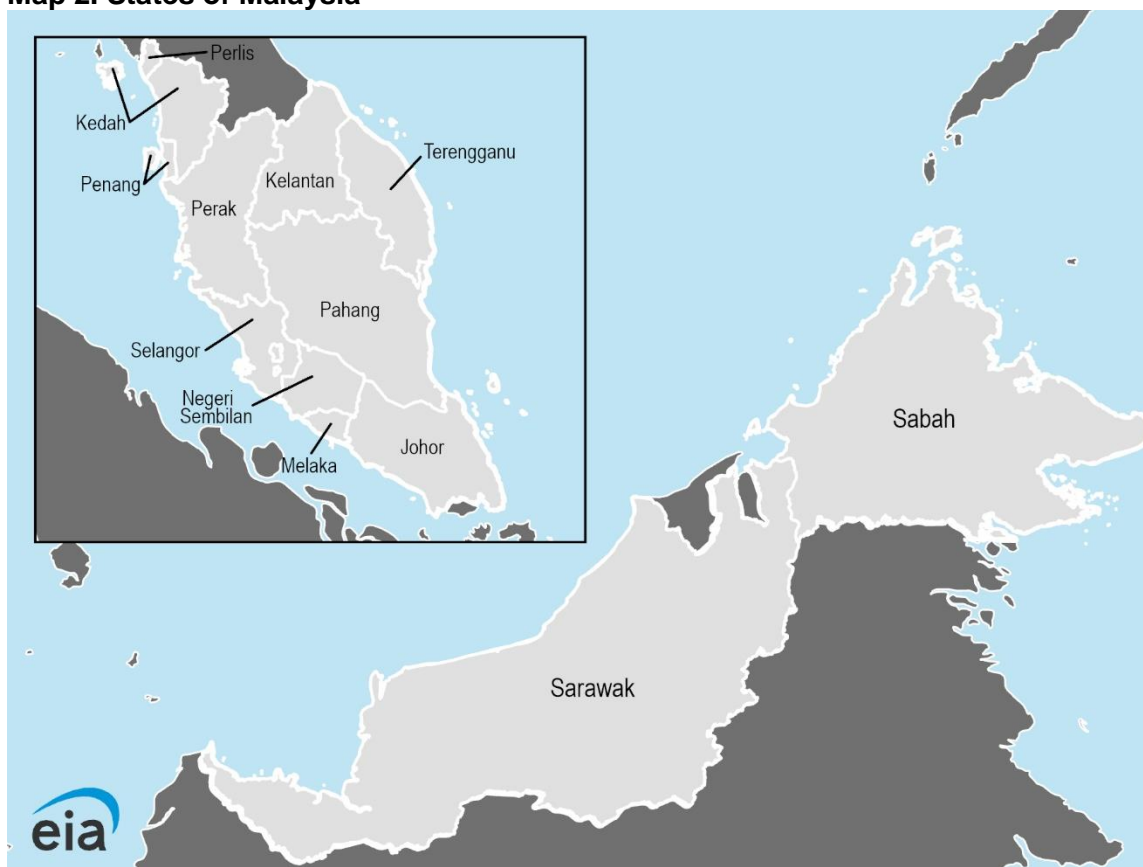 Map 2. States of Malaysia
Perlis
Kedah
Terengganu
Penang
Kelantan
Perak
Pahang
Selangor
Negeri
Sembilan
Johor
Melaka
Sabah
Sarawak
eia